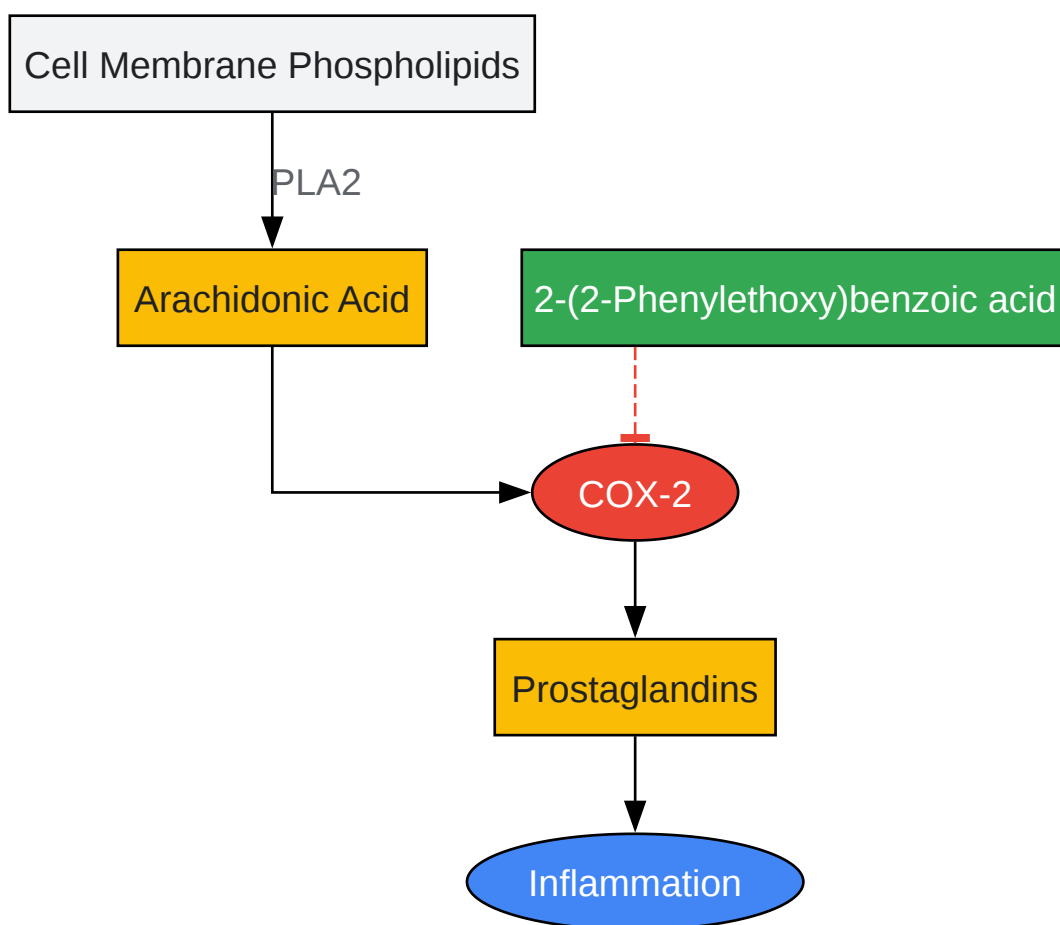 Cell Membrane Phospholipids
PLA2
Arachidonic Acid
2-(2-Phenylethoxy)benzoic acid
COX-2
Prostaglandins
Inflammation